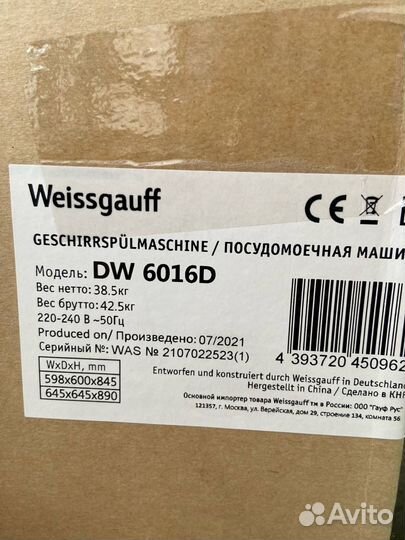 Weissgauff
CE
GESCHIRRSPÜLMASCHINE / ПОСУДОМОЕЧНАЯ МАШИ
Модель: DW 6016D
Вес нетто: 38.5кг
Вес брутто: 42.5кг
220-240 В ~50Гц
Produced on/ Произведено: 07/2021
Серийный №: WAS № 2107022523(1)
4 393720 450962
WxDxH, mm
598x600x845
645x645x890
Entworfen und konstruiert durch Weissgauff in Deutschland
Hergestellt in China / Сделано в КНР
Основной импортер товара Weissgauff тм в России: ООО "Гауф Рус"
121357, г. Москва, ул. Верейская, дом 29, строение 134, комната 56
Avito